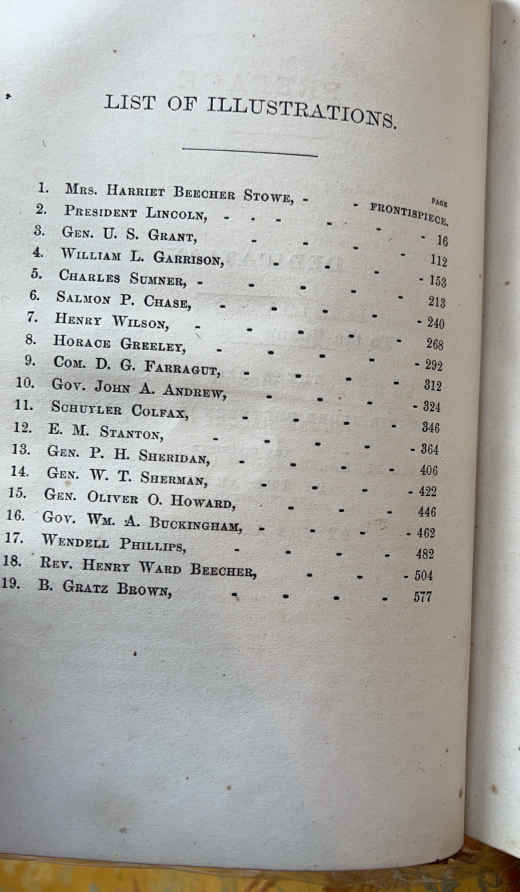 LIST OF ILLUSTRATIONS.
PAGE
1. MRS. HARRIET BEECHER STOWE, - - FRONTISPIECE.
2. PRESIDENT LINCOLN, - - - - - - 16
3. GEN. U. S. GRANT, - - - - 112
4. WILLIAM L. GARRISON, - - - - 153
5. CHARLES SUMNER, - - - - - 213
6. SALMON P. CHASE, - - - - - 240
7. HENRY WILSON, - - - - - 268
8. HORACE GREELEY, - - - - - 292
9. COM. D. G. FARRAGUT, - - - - 312
10. GOV. JOHN A. ANDREW, - - - - 324
11. SCHUYLER COLFAX, - - - - 346
12. E. M. STANTON, - - - - - 364
13. GEN. P. H. SHERIDAN, - - - - 406
14. GEN. W. T. SHERMAN, - - - - 422
15. GEN. OLIVER O. HOWARD, - - - 446
16. GOV. WM. A. BUCKINGHAM, - - - - 462
17. WENDELL PHILLIPS, - - - - 482
18. REV. HENRY WARD BEECHER, - - - 504
19. B. GRATZ BROWN, - - - - 577